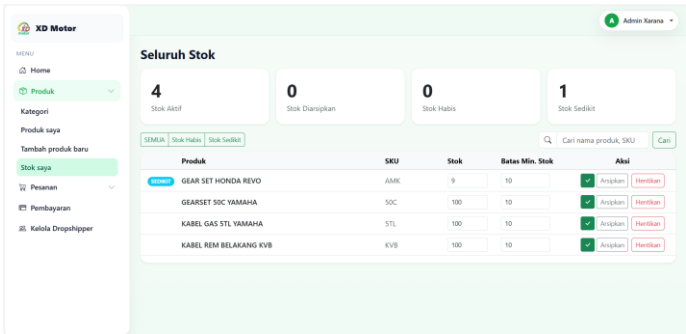 XD Motor
A Admin Xarana
MENU
Home
Produk
Kategori
Produk saya
Tambah produk baru
Stok saya
Pesanan
Pembayaran
Kelola Dropshipper
Seluruh Stok
4 0 0 1
Stok Aktif Stok Diarsipkan Stok Habis Stok Sedikit
SEMUA Stok Habis Stok Sedikit Cari nama produk, SKU Cari
Produk SKU Stok Batas Min. Stok Aksi
SEDIKIT GEAR SET HONDA REVO AMK 9 10 Arsipkan Hentikan
GEARSET 50C YAMAHA 50C 100 10 Arsipkan Hentikan
KABEL GAS 5TL YAMAHA 5TL 100 10 Arsipkan Hentikan
KABEL REM BELAKANG KVB KVB 100 10 Arsipkan Hentikan